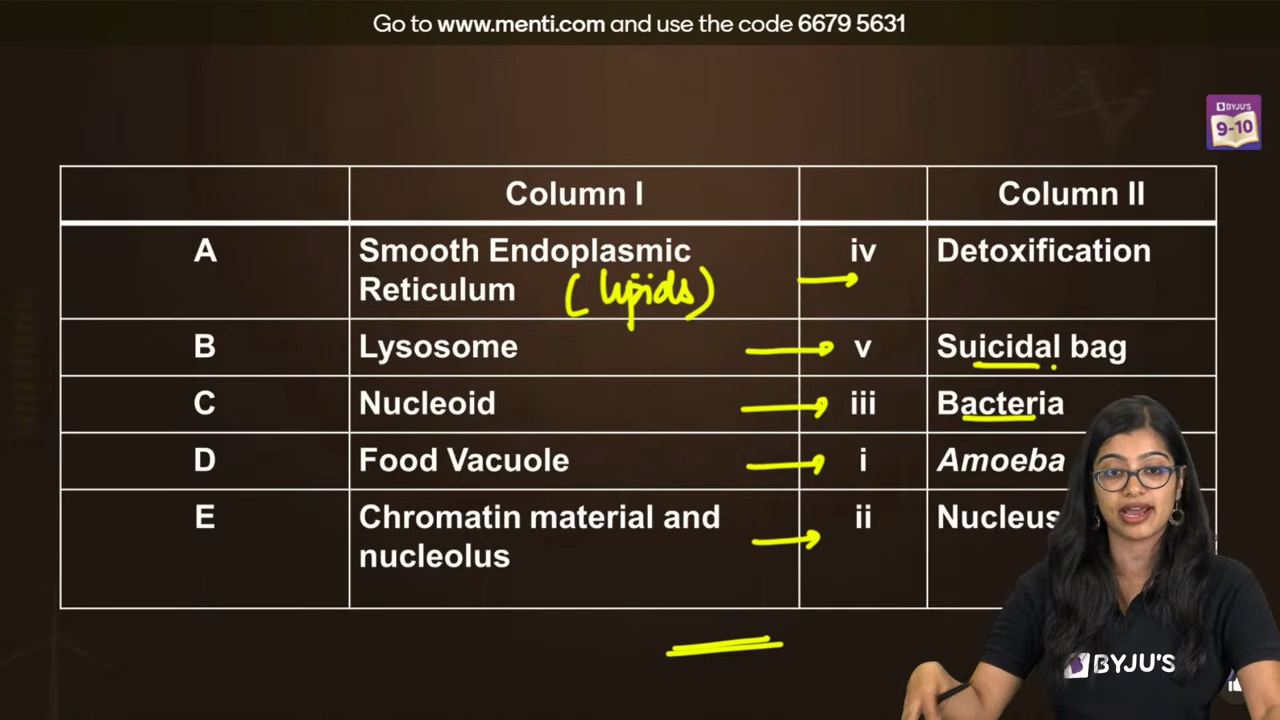 Go to www.menti.com and use the code 6679 5631
BYJU'S
9-10
Column I Column II
A Smooth Endoplasmic Reticulum (lipids) iv Detoxification
B Lysosome v Suicidal bag
C Nucleoid iii Bacteria
D Food Vacuole i Amoeba
E Chromatin material and nucleolus ii Nucleus
BYJU'S